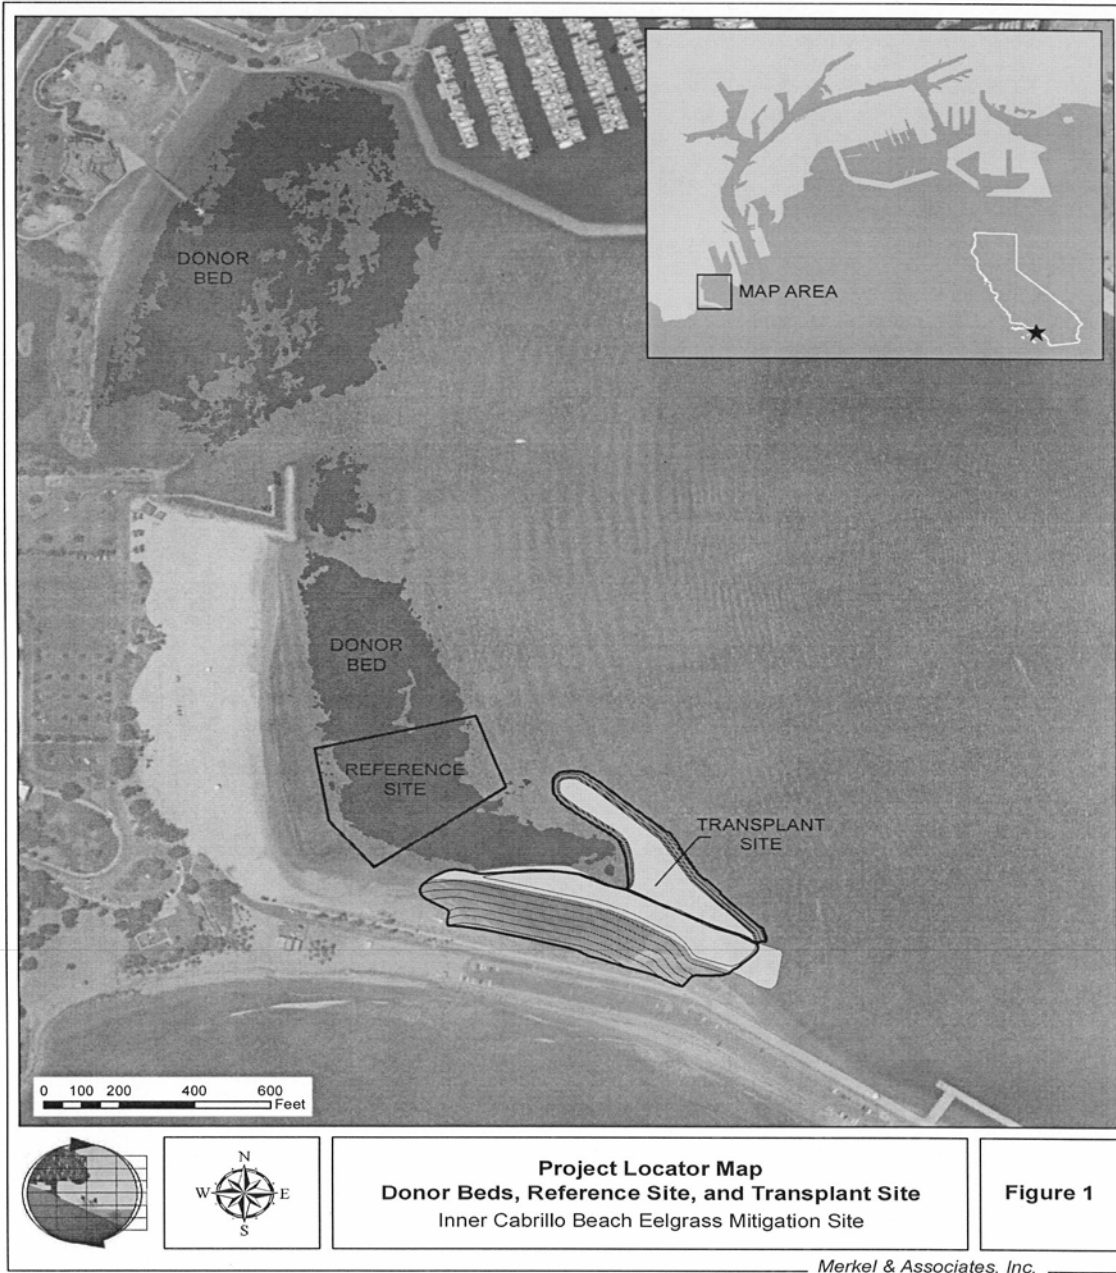 DONOR
BED
MAP AREA
DONOR
BED
REFERENCE
SITE
TRANSPLANT
SITE
0 100 200 400 600
Feet
N
W E
S
Project Locator Map
Donor Beds, Reference Site, and Transplant Site
Inner Cabrillo Beach Eelgrass Mitigation Site
Figure 1
Merkel & Associates, Inc.